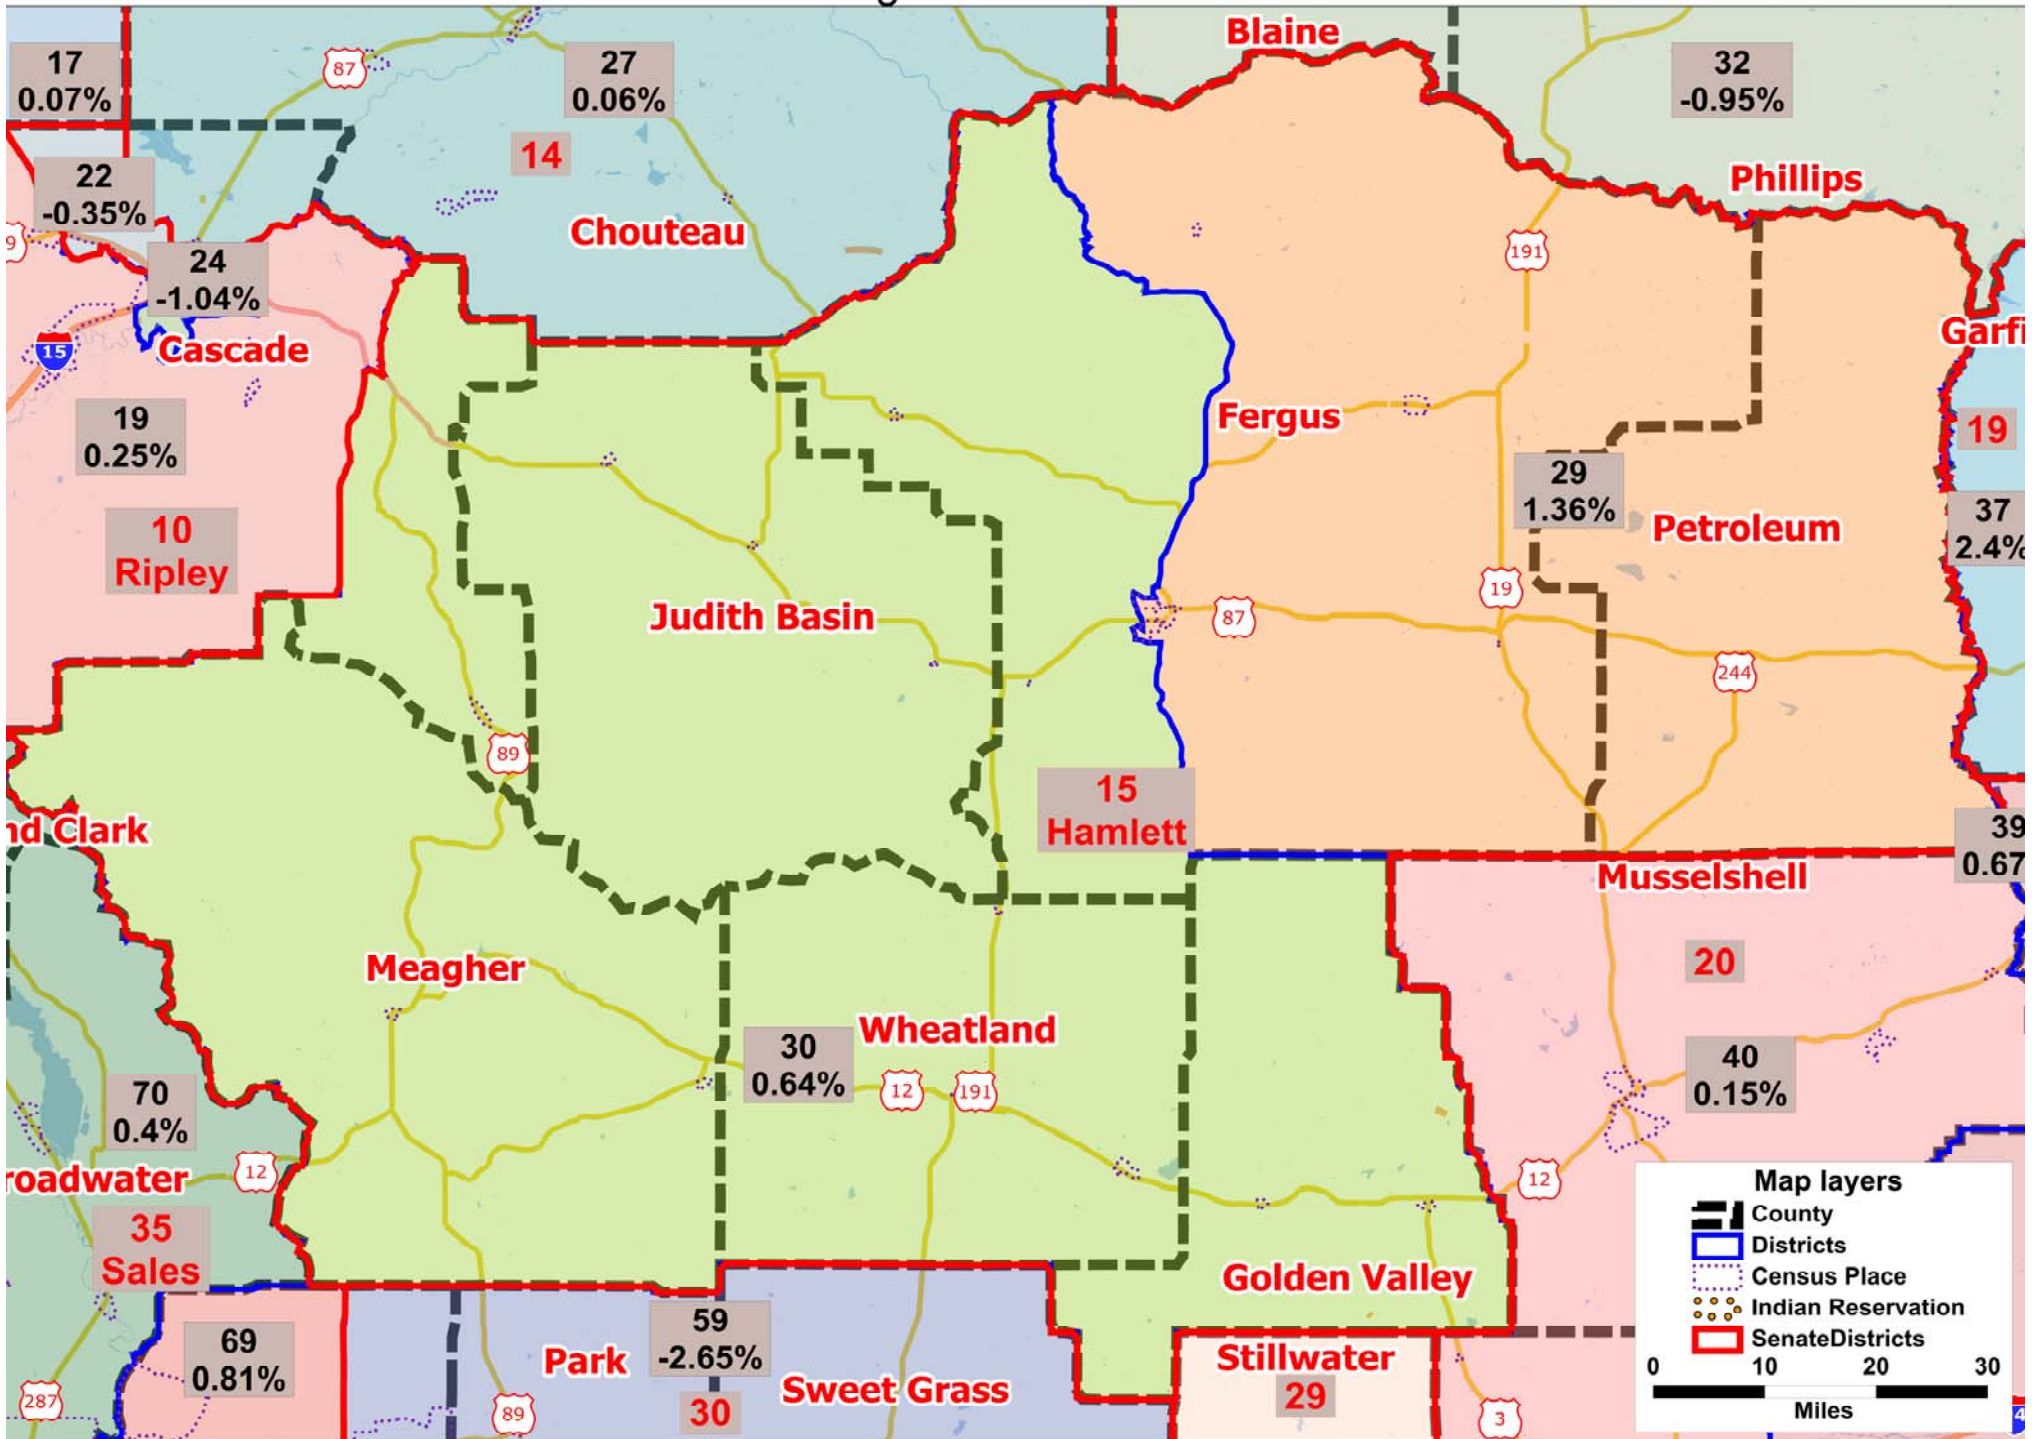 Blaine
17
0.07%
87
27
0.06%
32
-0.95%
14
22
-0.35%
Phillips
Chouteau
9
24
-1.04%
191
15
Cascade
Garfi
Fergus
19
0.25%
19
29
1.36%
37
2.4%
10
Ripley
Petroleum
19
Judith Basin
87
244
89
15
Hamlett
nd Clark
39
0.67
Musselshell
Meagher
20
Wheatland
30
0.64%
12
191
40
0.15%
70
0.4%
roadwater
12
12
35
Sales
Golden Valley
Map layers
County
Districts
Census Place
Indian Reservation
SenateDistricts
0 10 20 30
Miles
69
0.81%
59
-2.65%
Park
Sweet Grass
Stillwater
29
287
89
30
3
4